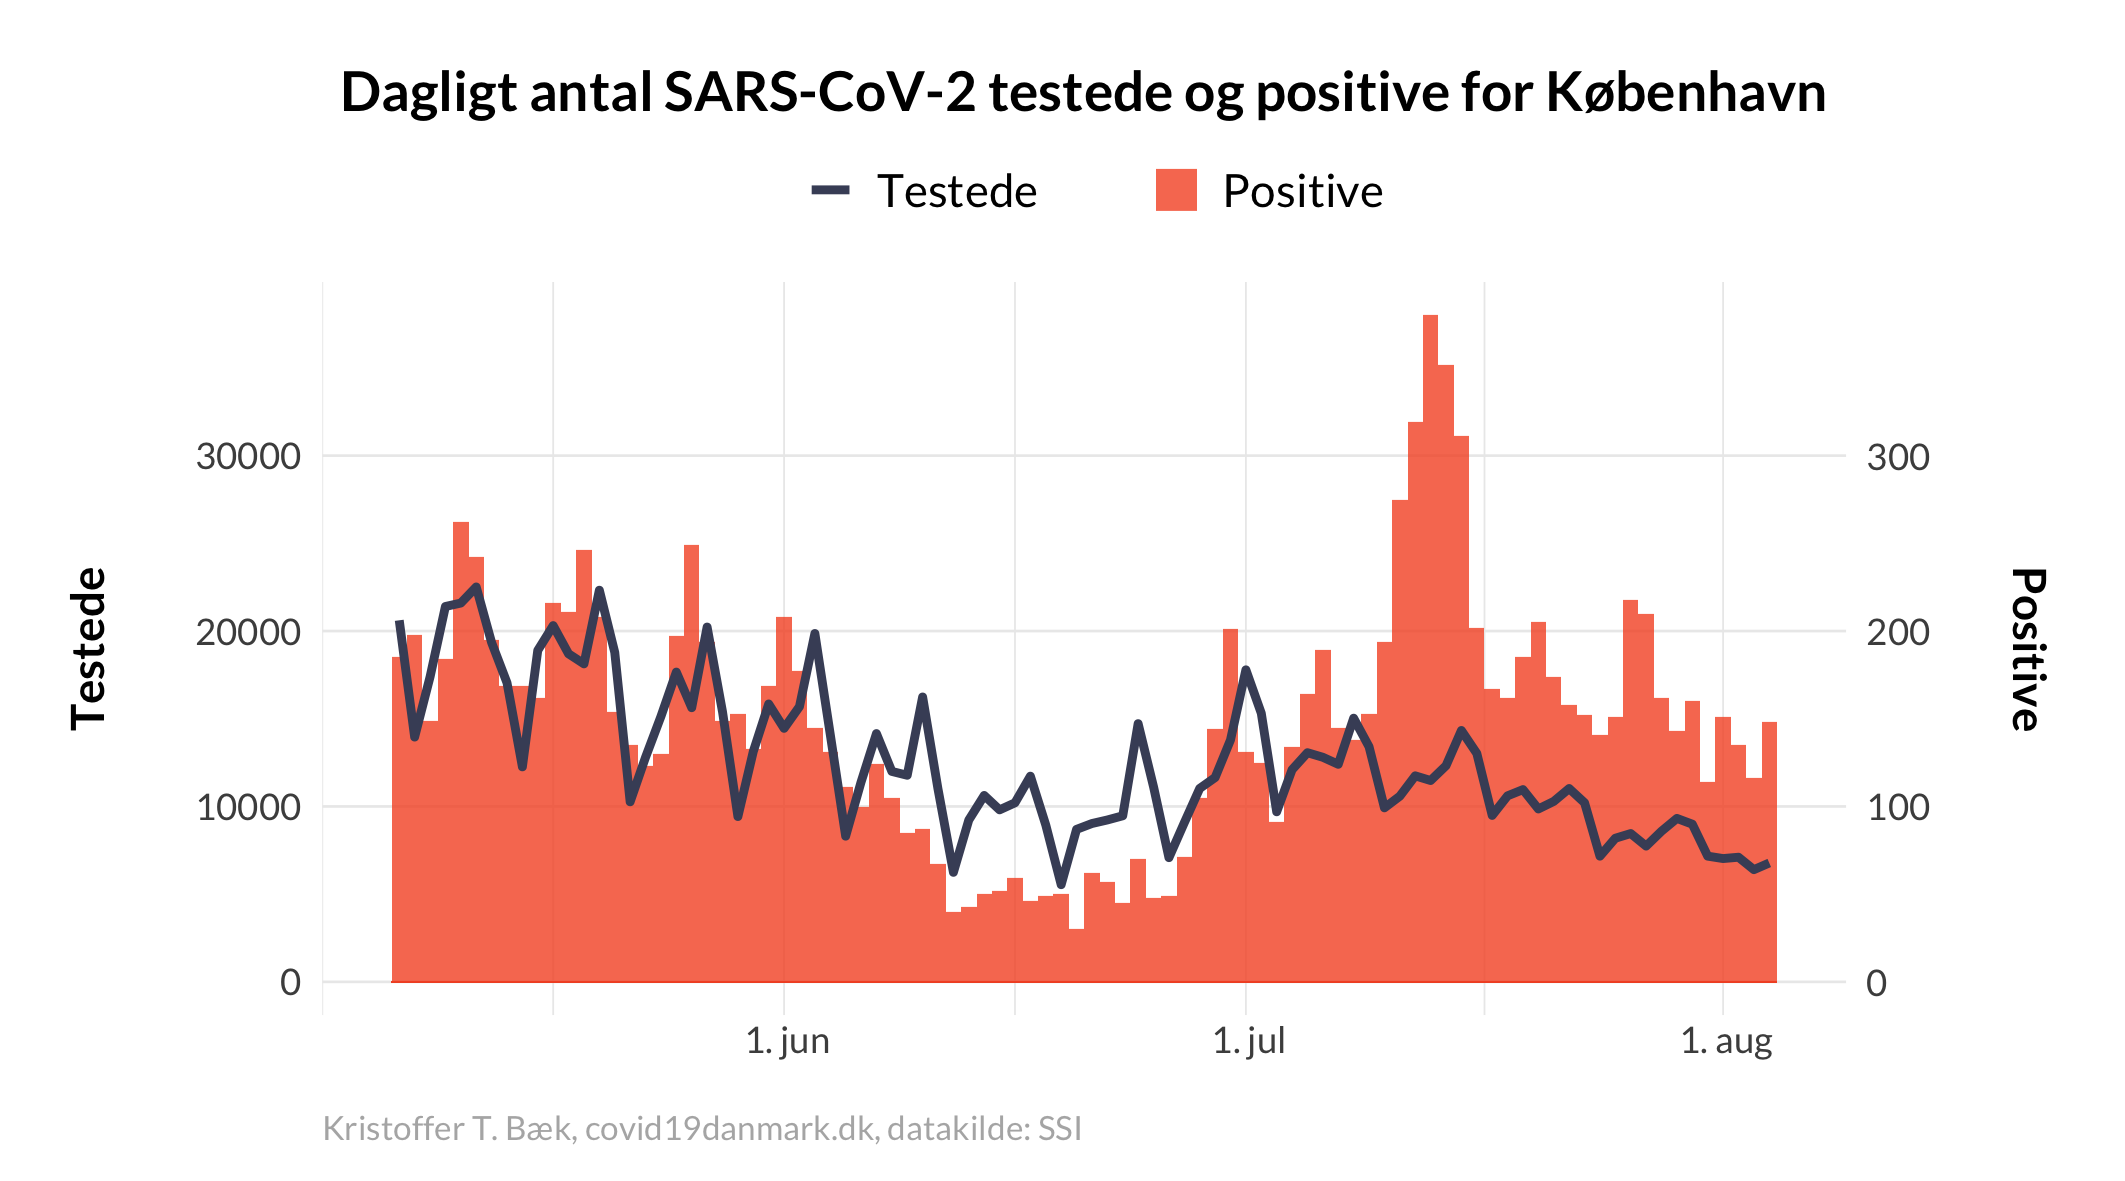 Dagligt antal SARS-CoV-2 testede og positive for København
Testede
Positive
30000
20000
10000
0
Testede
300
200
100
0
Positive
1. jun
1. jul
1. aug
Kristoffer T. Bæk, covid19danmark.dk, datakilde: SSI